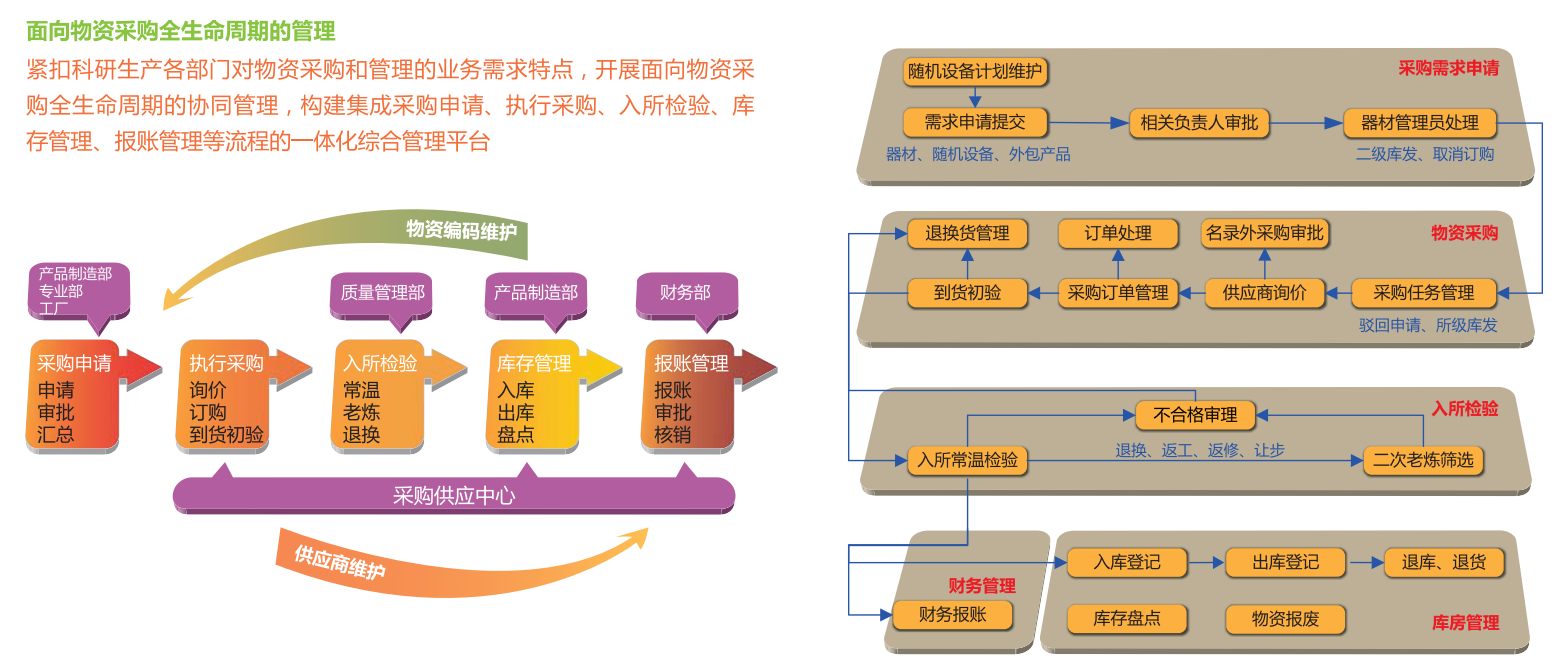 面向物资采购全生命周期的管理
紧扣科研生产各部门对物资采购和管理的业务需求特点，开展面向物资采
购全生命周期的协同管理，构建集成采购申请、执行采购、入所检验、库
存管理、报账管理等流程的一体化综合管理平台
物资编码维护
产品制造部
专业部
工厂
质量管理部
产品制造部
财务部
采购申请
申请
审批
汇总
执行采购
询价
订购
到货初验
入所检验
常温
老炼
退换
库存管理
入库
出库
盘点
报账管理
报账
审批
核销
采购供应中心
供应商维护
采购需求申请
随机设备计划维护
需求申请提交
相关负责人审批
器材管理员处理
器材、随机设备、外包产品
二级库发、取消订购
物资采购
退换货管理
订单处理
名录外采购审批
到货初验
采购订单管理
供应商询价
采购任务管理
驳回申请、所级库发
入所检验
不合格审理
退换、返工、返修、让步
入所常温检验
二次老炼筛选
财务管理
财务报账
入库登记
出库登记
退库、退货
库存盘点
物资报废
库房管理